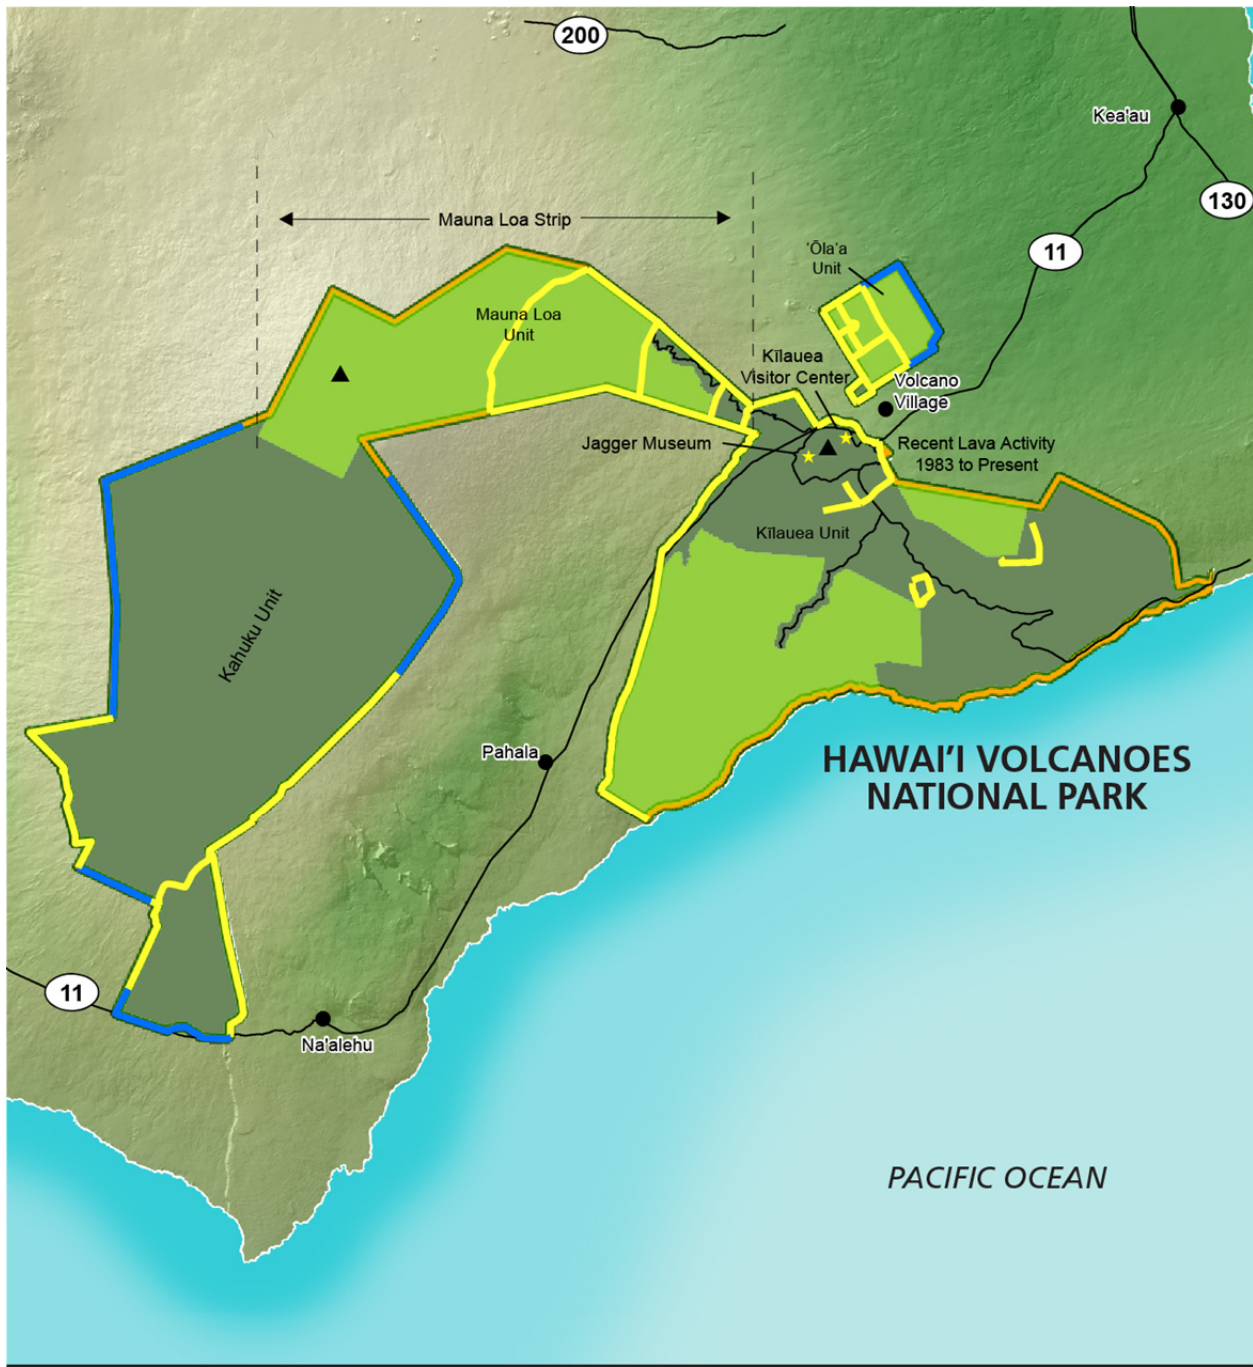 200
Kea'au
130
Mauna Loa Strip
11
'Ōla'a
Unit
Mauna Loa
Unit
Kīlauea
Visitor Center
Volcano
Village
Jagger Museum
Recent Lava Activity
1983 to Present
Kīlauea Unit
Kahuku Unit
Pahala
HAWAI'I VOLCANOES
NATIONAL PARK
11
Na'alehu
PACIFIC OCEAN